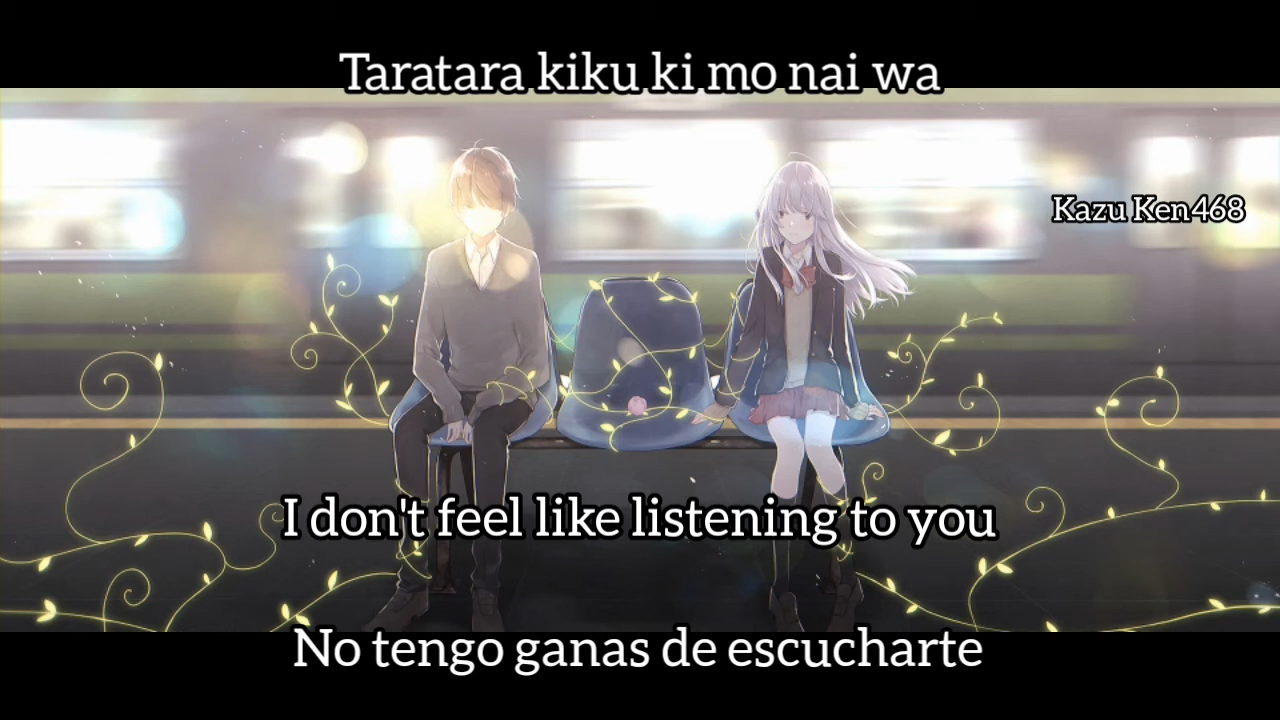 Taratara kiku ki mo nai wa
Kazu Ken468
I don't feel like listening to you
No tengo ganas de escucharte